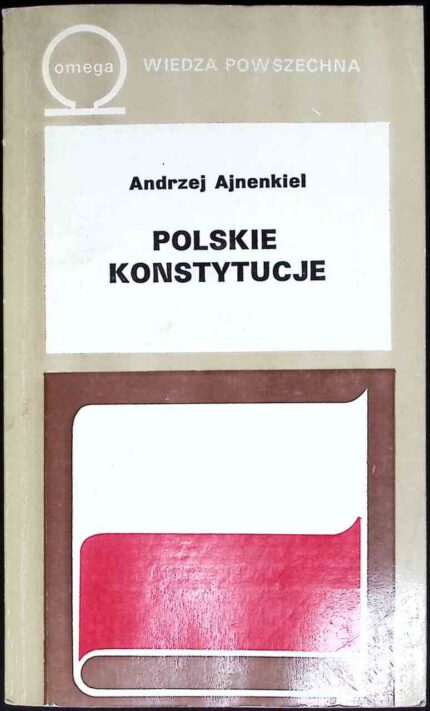 omega
WIEDZA POWSZECHNA
Andrzej Ajnenkiel
POLSKIE
KONSTYTUCJE